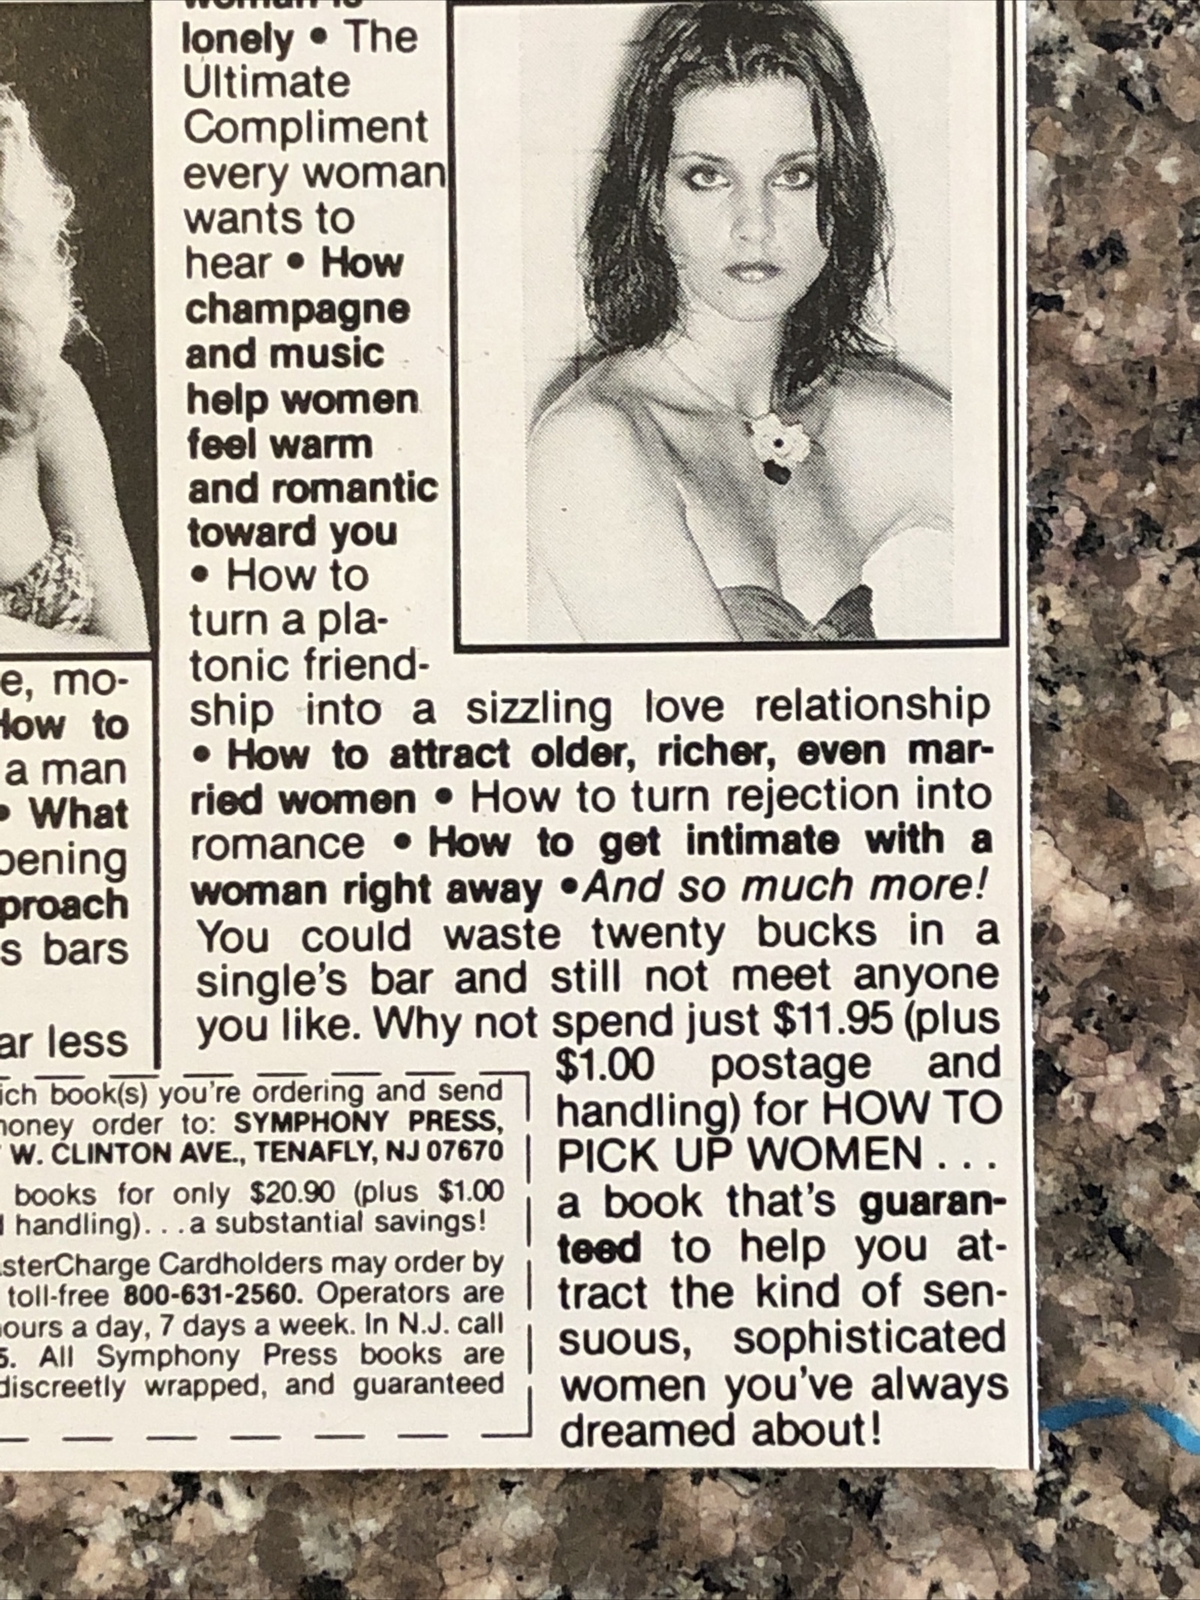 lonely • The
Ultimate
Compliment
every woman
wants to
hear • How
champagne
and music
help women
feel warm
and romantic
toward you
• How to
turn a pla-
tonic friend-
ship into a sizzling love relationship
• How to attract older, richer, even mar-
ried women • How to turn rejection into
romance • How to get intimate with a
woman right away • And so much more!
You could waste twenty bucks in a
single's bar and still not meet anyone
you like. Why not spend just $11.95 (plus
$1.00 postage and
handling) for HOW TO
PICK UP WOMEN . . .
a book that's guaran-
teed to help you at-
tract the kind of sen-
suous, sophisticated
women you've always
dreamed about!
e, mo-
How to
a man
• What
pening
proach
s bars
ar less
ich book(s) you're ordering and send
money order to: SYMPHONY PRESS,
W. CLINTON AVE., TENAFLY, NJ 07670
books for only $20.90 (plus $1.00
handling). . .a substantial savings!
sterCharge Cardholders may order by
toll-free 800-631-2560. Operators are
hours a day, 7 days a week. In N.J. call
5. All Symphony Press books are
discreetly wrapped, and guaranteed